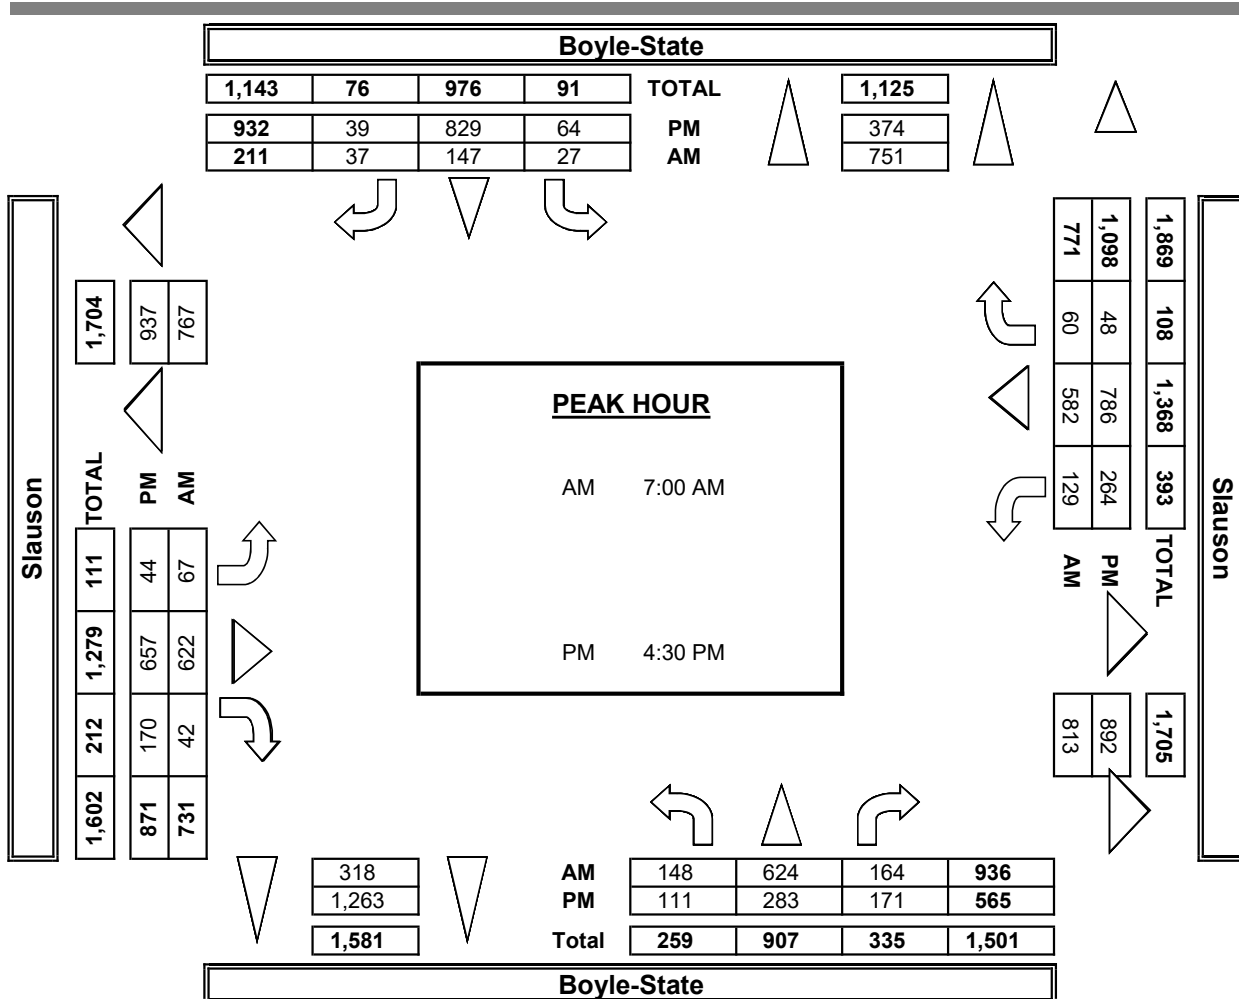 Boyle-State
1,143 76 976 91 TOTAL 1,125
932 39 829 64 PM 374
211 37 147 27 AM 751
Slauson
1,704
937
767
TOTAL PM AM
111 44 67
1,279 657 622
212 170 42
1,602 871 731
PEAK HOUR
AM 7:00 AM
PM 4:30 PM
771 1,098 1,869
60 48 108
582 786 1,368
129 264 393
AM PM TOTAL
813 892 1,705
Slauson
318 AM 148 624 164 936
1,263 PM 111 283 171 565
1,581 Total 259 907 335 1,501
Boyle-State